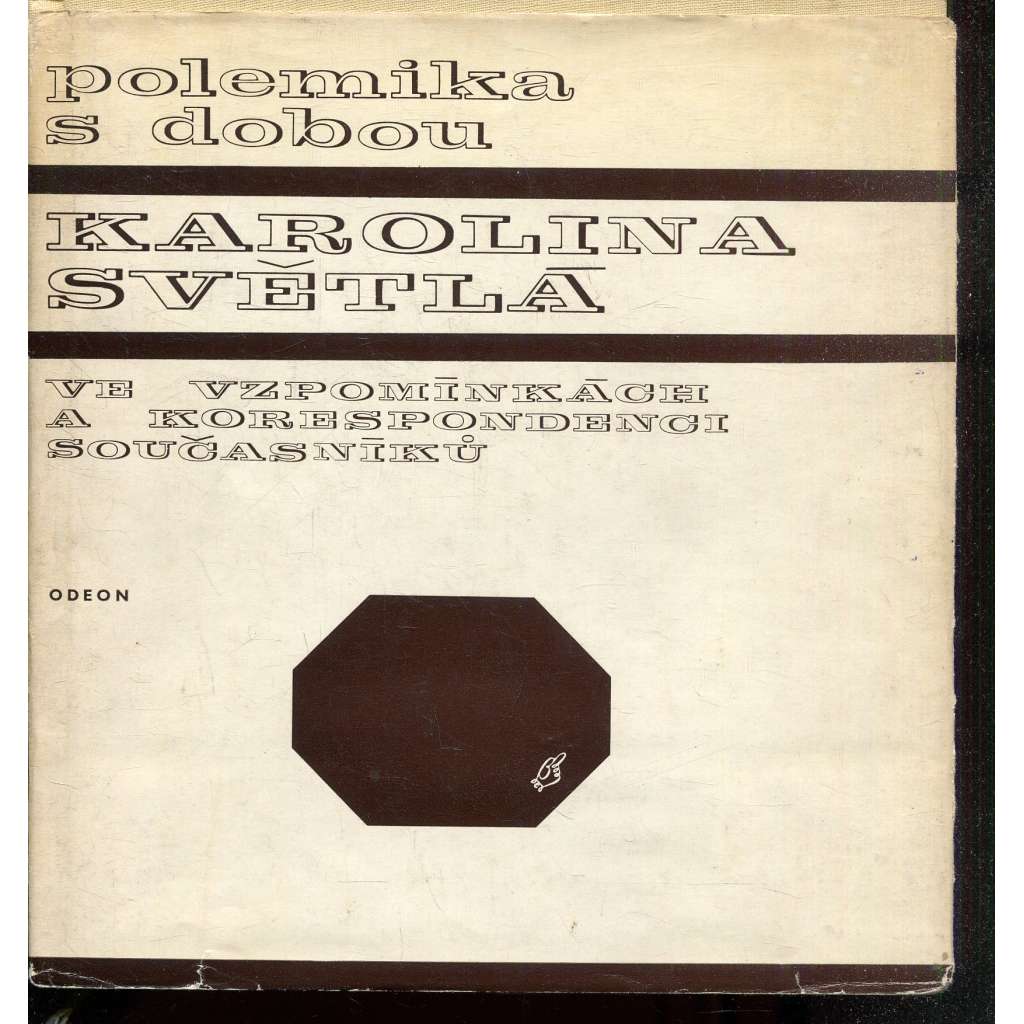 polemika
s dobou
KAROLINA
SVĚTLÁ
VE VZPOMÍNKÁCH
A KORESPONDENCI
SOUČASNÍKŮ
ODEON